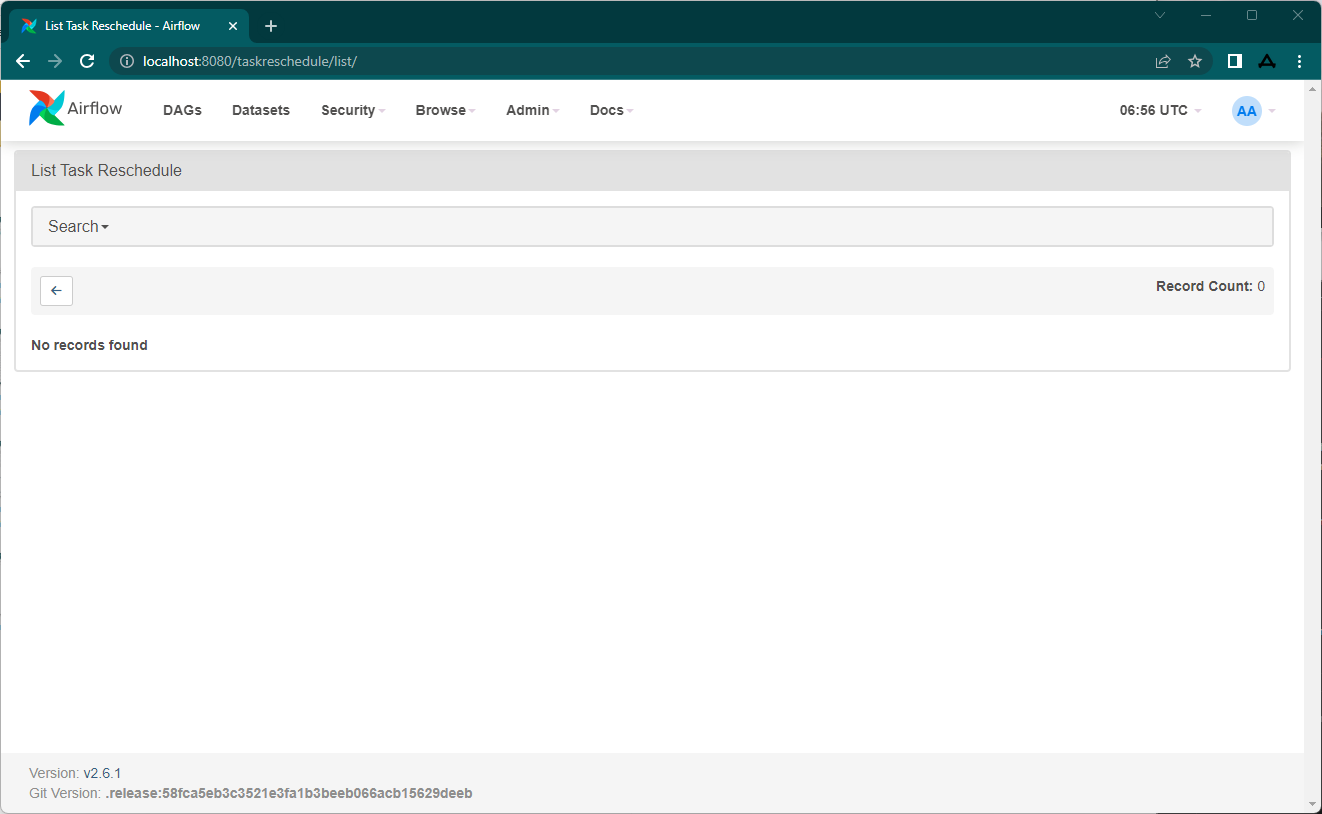 List Task Reschedule - Airflow
localhost:8080/taskreschedule/list/
Airflow DAGs Datasets Security Browse Admin Docs 06:56 UTC AA
List Task Reschedule
Search
Record Count: 0
No records found
Version: v2.6.1
Git Version: .release:58fca5eb3c3521e3fa1b3beeb066acb15629deeb